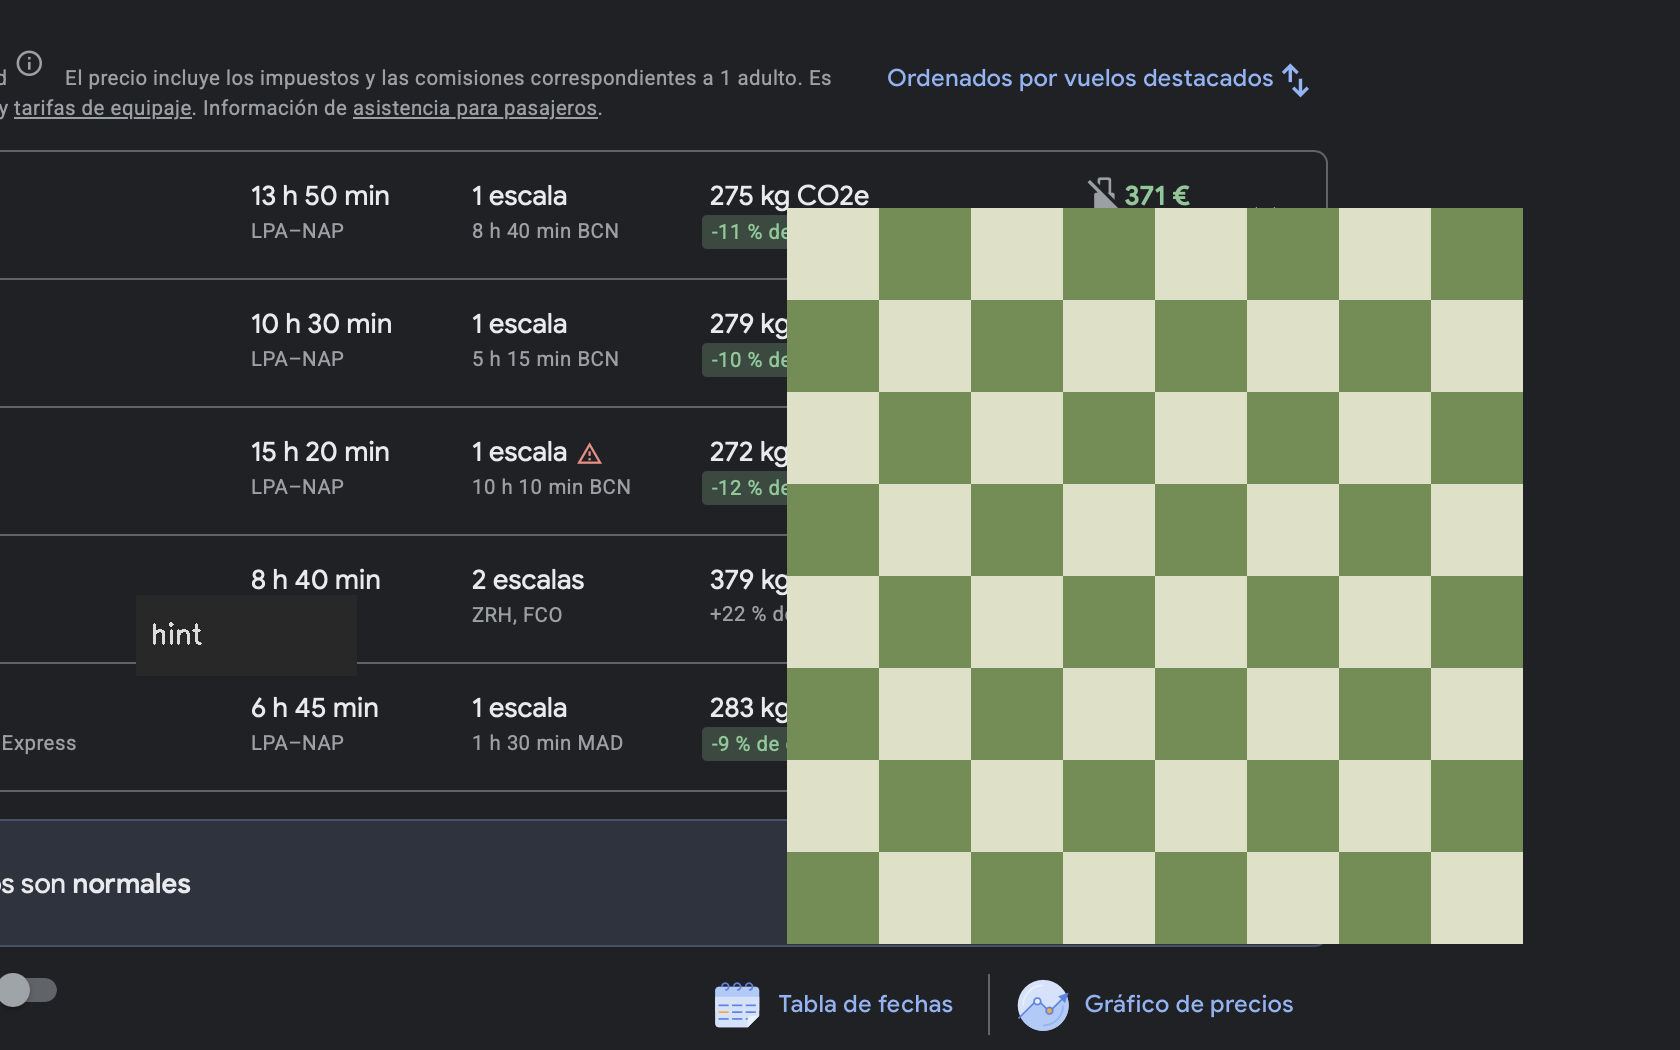 El precio incluye los impuestos y las comisiones correspondientes a 1 adulto. Es
Ordenados por vuelos destacados
y tarifas de equipaje. Información de asistencia para pasajeros.
13 h 50 min 1 escala 275 kg CO2e 371 €
LPA–NAP 8 h 40 min BCN -11 % de
10 h 30 min 1 escala 279 kg
LPA–NAP 5 h 15 min BCN -10 % de
15 h 20 min 1 escala 272 kg
LPA–NAP 10 h 10 min BCN -12 % de
8 h 40 min 2 escalas 379 kg
ZRH, FCO +22 % de
hint
6 h 45 min 1 escala 283 kg
Express LPA–NAP 1 h 30 min MAD -9 % de
os son normales
Tabla de fechas
Gráfico de precios